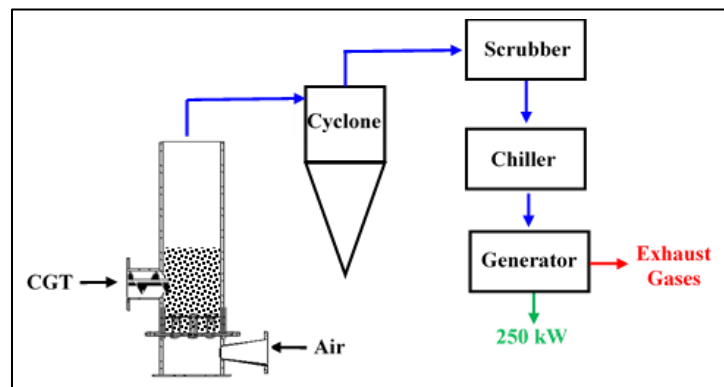 Scrubber
Cyclone
Chiller
CGT
Generator
Exhaust
Gases
Air
250 kW